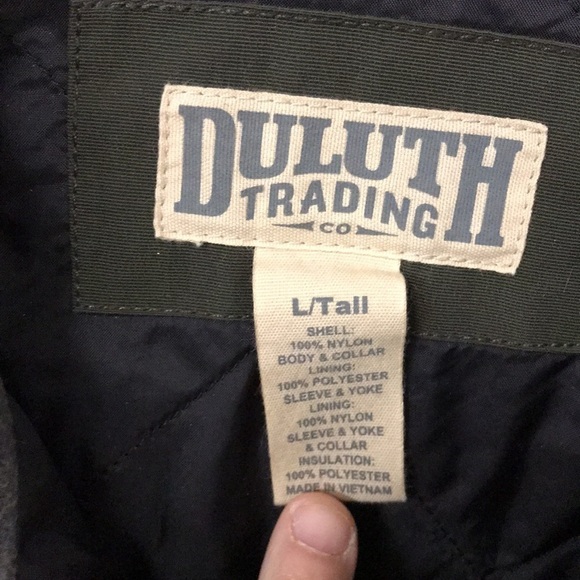 DULUTH
TRADING
CO
L/Tall
SHELL:
100% NYLON
BODY & COLLAR
LINING:
100% POLYESTER
SLEEVE & YOKE
LINING:
100% NYLON
SLEEVE & YOKE
& COLLAR
INSULATION:
100% POLYESTER
MADE IN VIETNAM